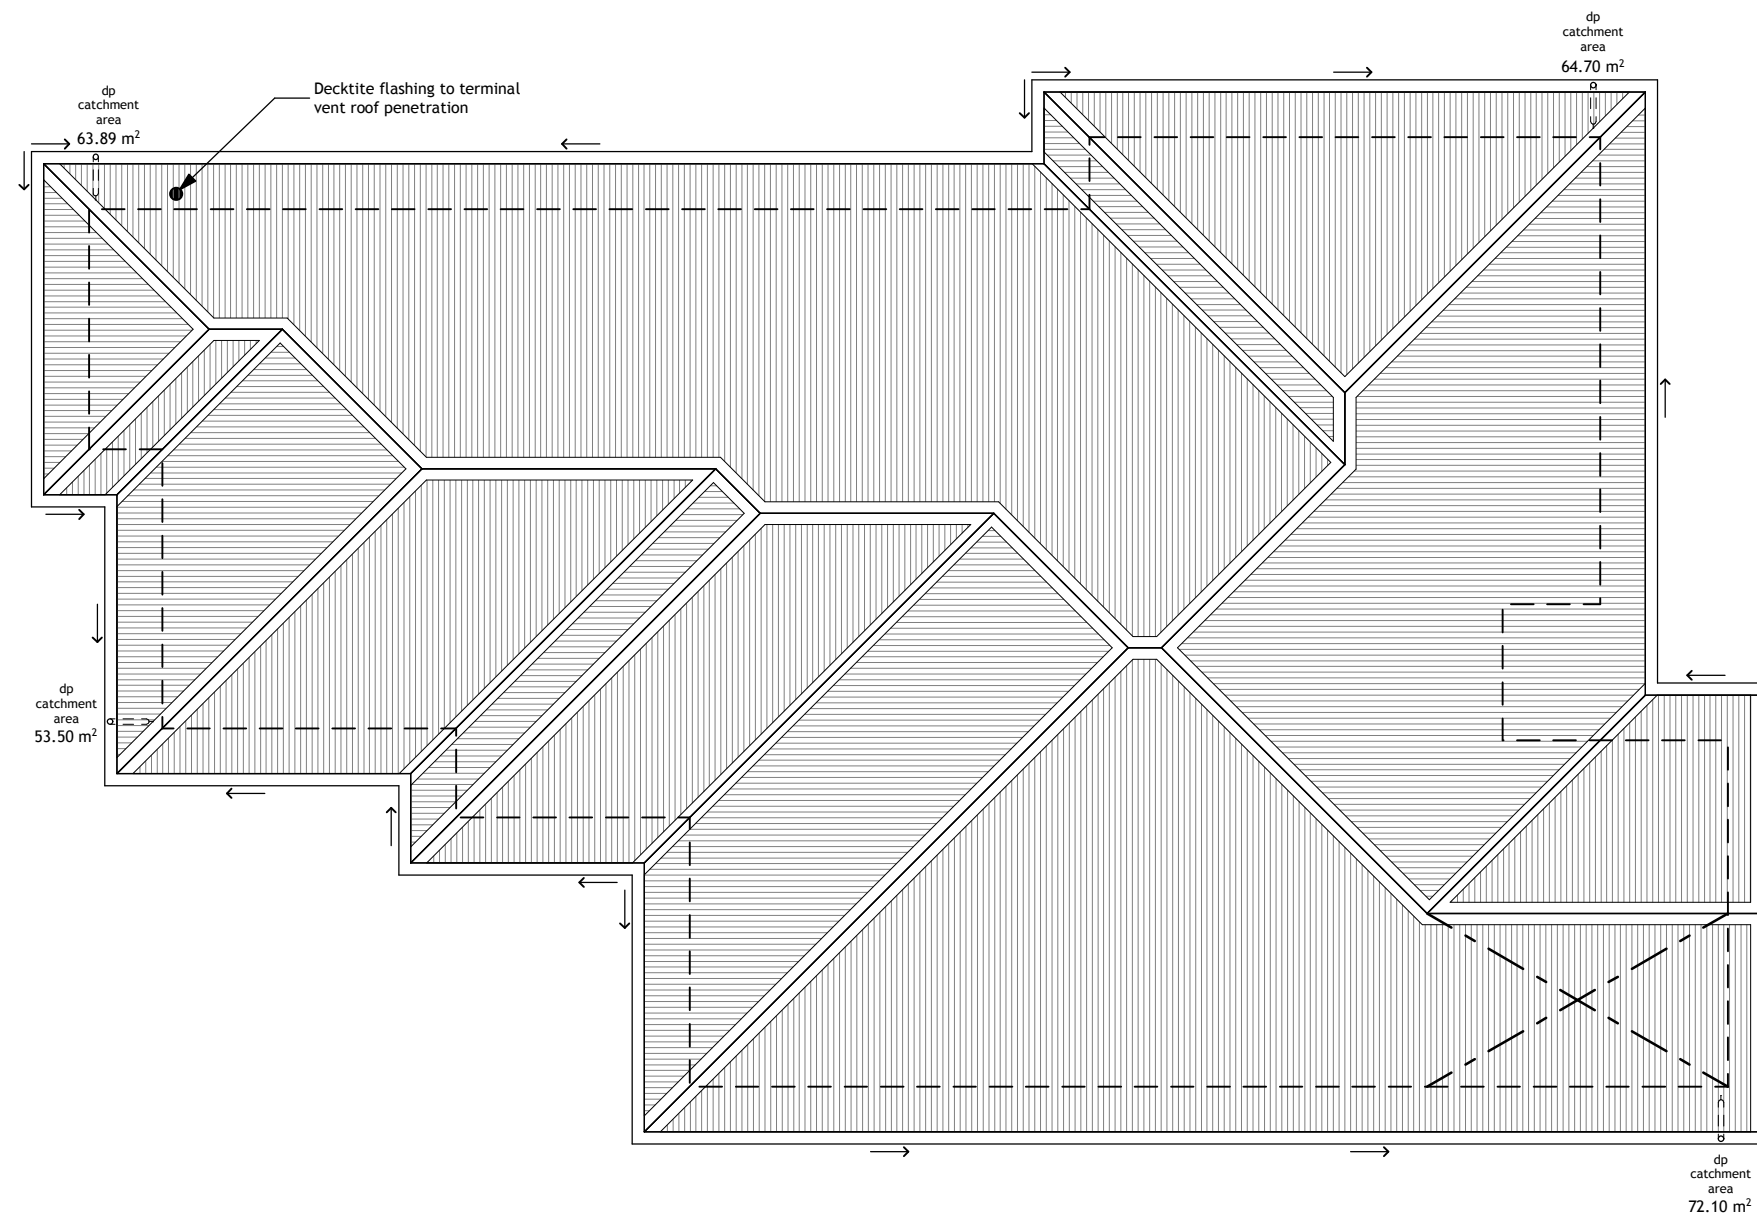 dp
catchment
area
64.70 m²
Decktite flashing to terminal
vent roof penetration
dp
catchment
area
63.89 m²
dp
catchment
area
53.50 m²
dp
catchment
area
72.10 m²